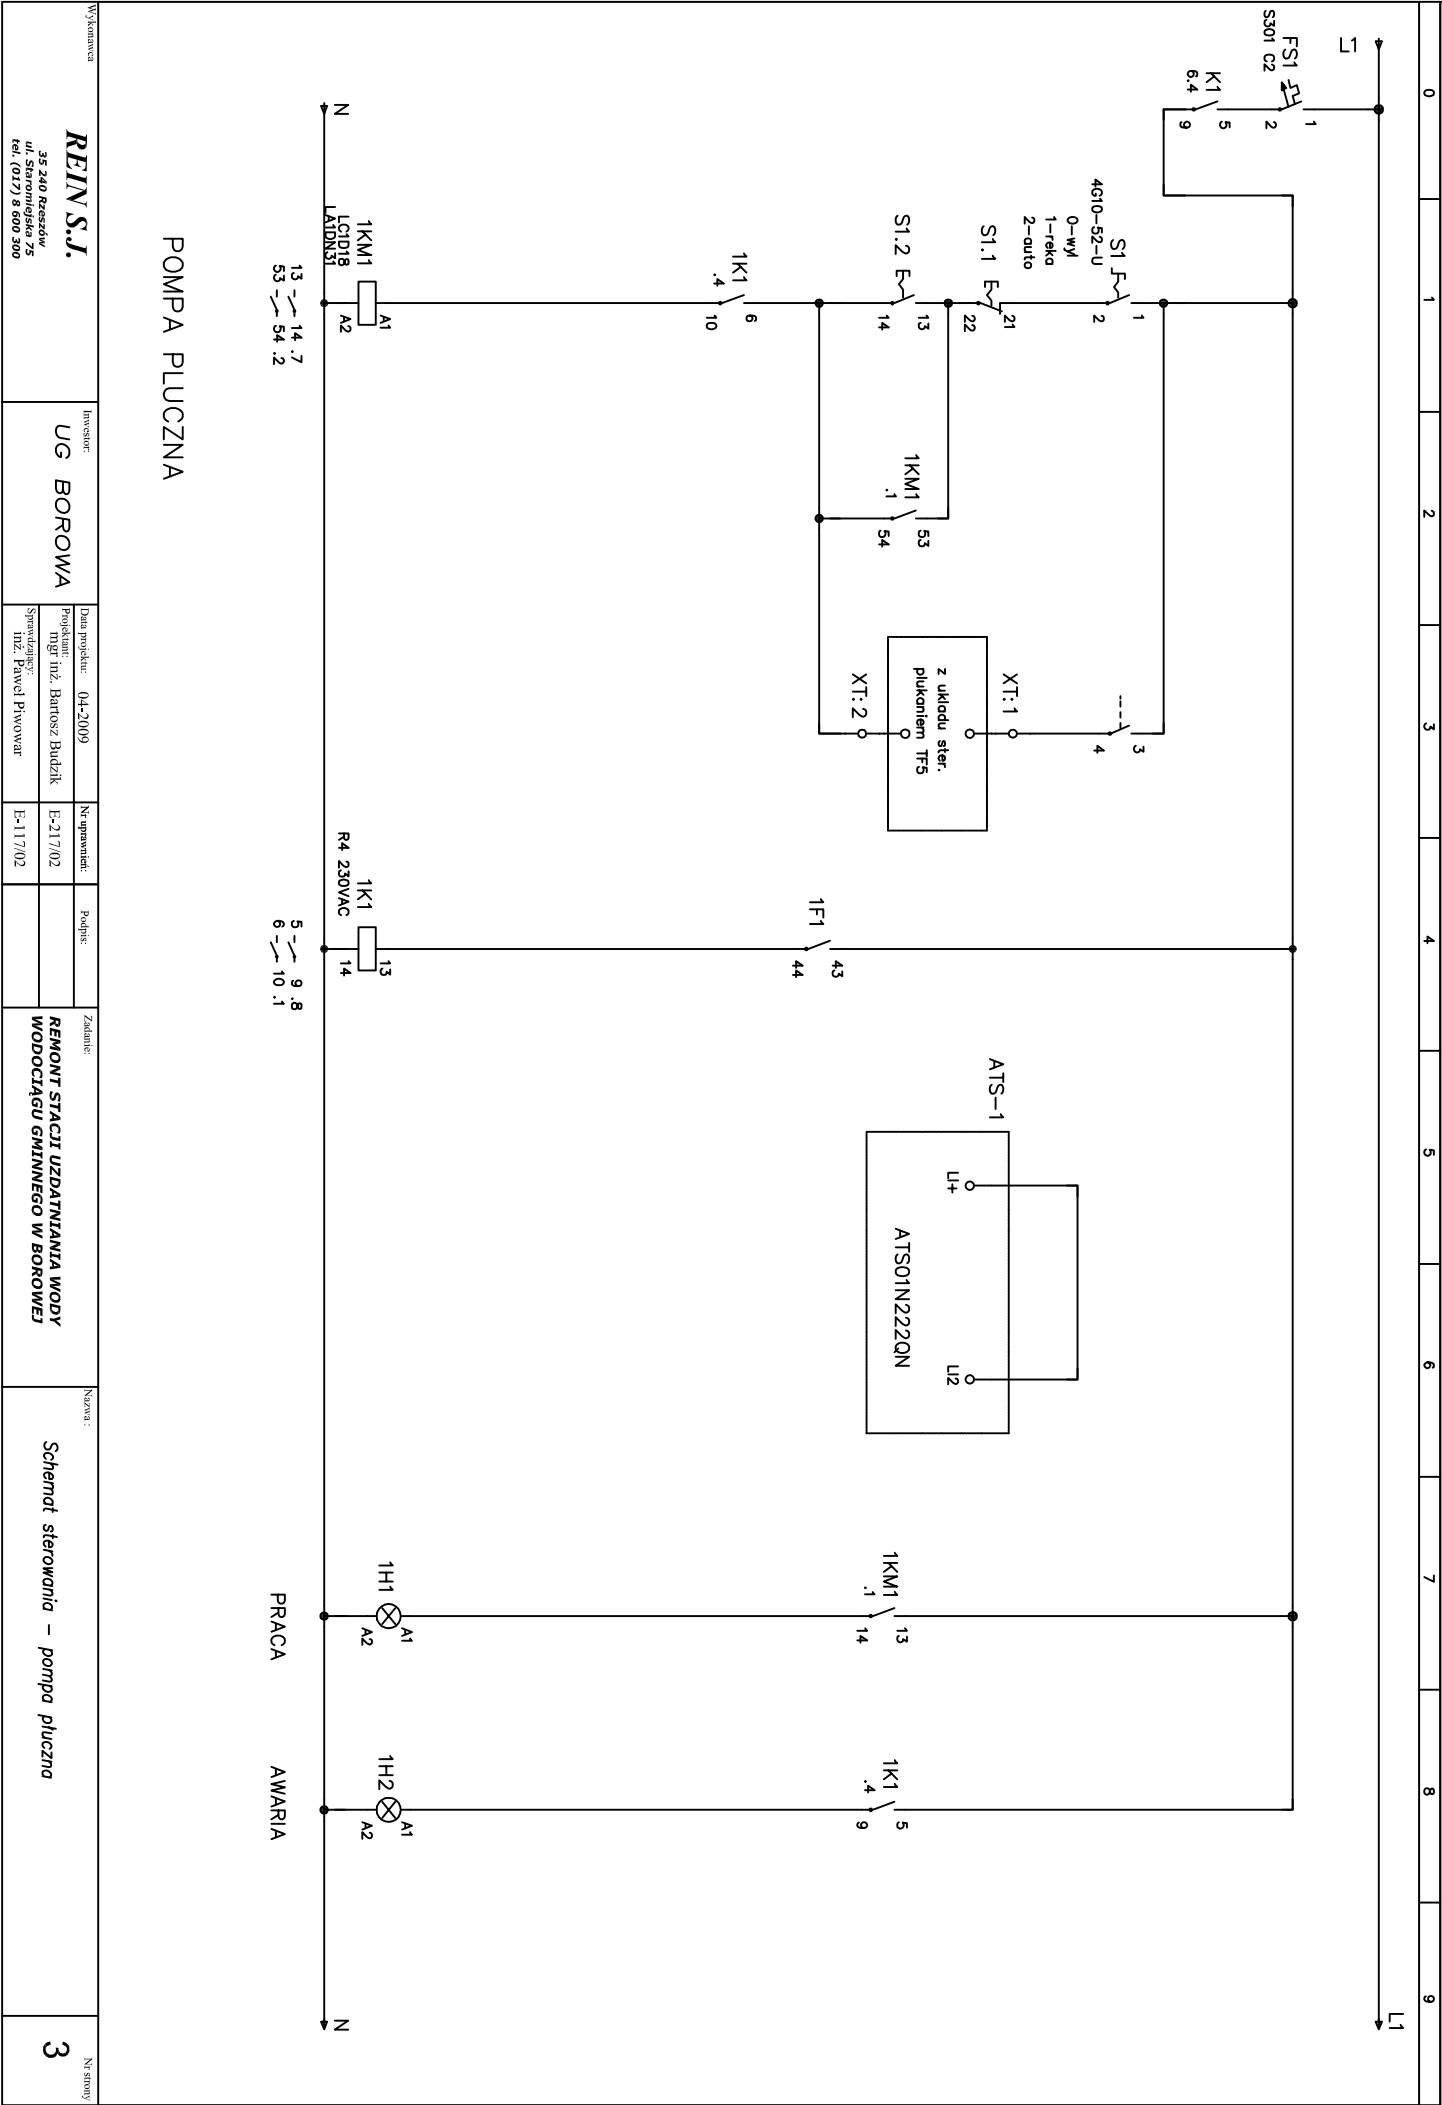 0
1
2
3
4
5
6
7
8
9
L1
L1
FS1
S301 C2
1
2
K1
6.4
5
9
S1
4G10-52-U
0-wyl
1-reka
2-auto
1
2
3
4
S1.1
21
22
S1.2
13
14
1KM1
.1
53
54
XT:1
z ukladu ster.
plukaniem TF5
XT:2
1K1
.4
6
10
1F1
43
44
ATS-1
LI+
LI2
ATS01N222QN
1KM1
.1
13
14
1K1
.4
5
9
N
N
1KM1
LC1D18
LA1DN31
A1
A2
13 14 .7
53 54 .2
1K1
R4 230VAC
13
14
5 9 .8
6 10 .1
1H1
A1
A2
PRACA
1H2
A1
A2
AWARIA
POMPA PLUCZNA
Wykonawca
REIN S.J.
35 240 Rzeszów
ul. Staromiejska 75
tel. (017) 8 600 300
Inwestor:
UG BOROWA
Data projektu: 04-2009
Nr uprawnień:
Podpis:
Projektant:
mgr inż. Bartosz Budzik
E-217/02
Sprawdzający:
inż. Paweł Piwowar
E-117/02
Zadanie:
REMONT STACJI UZDATNIANIA WODY
WODOCIĄGU GMINNEGO W BOROWEJ
Nazwa :
Schemat sterowania - pompa płuczna
Nr strony
3